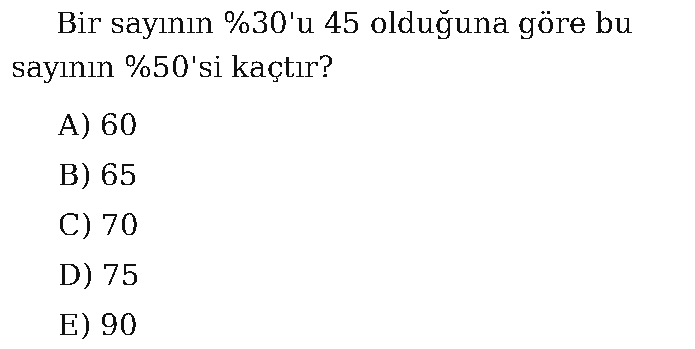 Bir sayının %30'u 45 olduğuna göre bu
sayının %50'si kaçtır?
A) 60
B) 65
C) 70
D) 75
E) 90